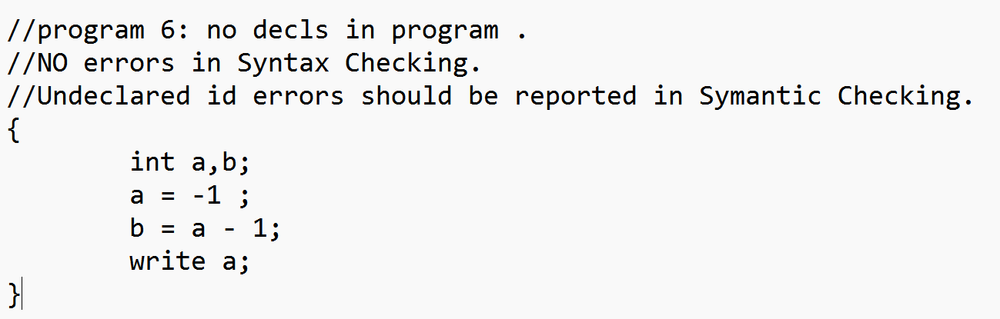 //program 6: no decls in program .
//NO errors in Syntax Checking.
//Undeclared id errors should be reported in Symantic Checking.
{
int a,b;
a = -1 ;
b = a - 1;
write a;
}